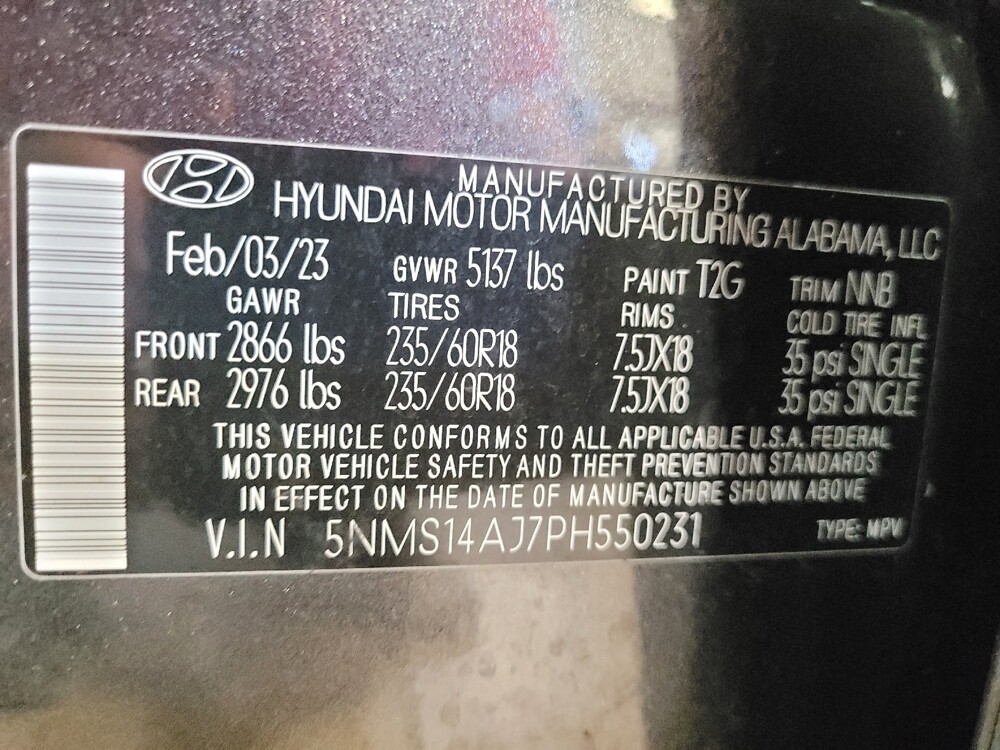 MANUFACTURED BY
HYUNDAI MOTOR MANUFACTURING ALABAMA, LLC
Feb/03/23 GVWR 5137 lbs PAINT T2G TRIM NNB
GAWR TIRES RIMS COLD TIRE INFL
FRONT 2866 lbs 235/60R18 7.5JX18 35 psi SINGLE
REAR 2976 lbs 235/60R18 7.5JX18 35 psi SINGLE
THIS VEHICLE CONFORMS TO ALL APPLICABLE U.S.A. FEDERAL
MOTOR VEHICLE SAFETY AND THEFT PREVENTION STANDARDS
IN EFFECT ON THE DATE OF MANUFACTURE SHOWN ABOVE
V.I.N 5NMS14AJ7PH550231 TYPE: MPV